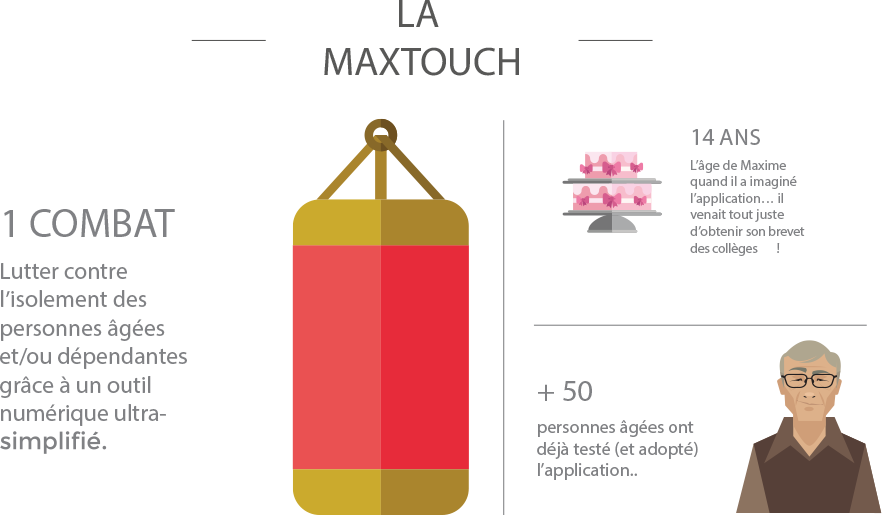 LA
MAXTOUCH
1 COMBAT
Lutter contre
l'isolement des
personnes âgées
et/ou dépendantes
grâce à un outil
numérique ultra-
simplifié.
14 ANS
L'âge de Maxime
quand il a imaginé
l'application… il
venait tout juste
d'obtenir son brevet
des collèges !
+ 50
personnes âgées ont
déjà testé (et adopté)
l'application..